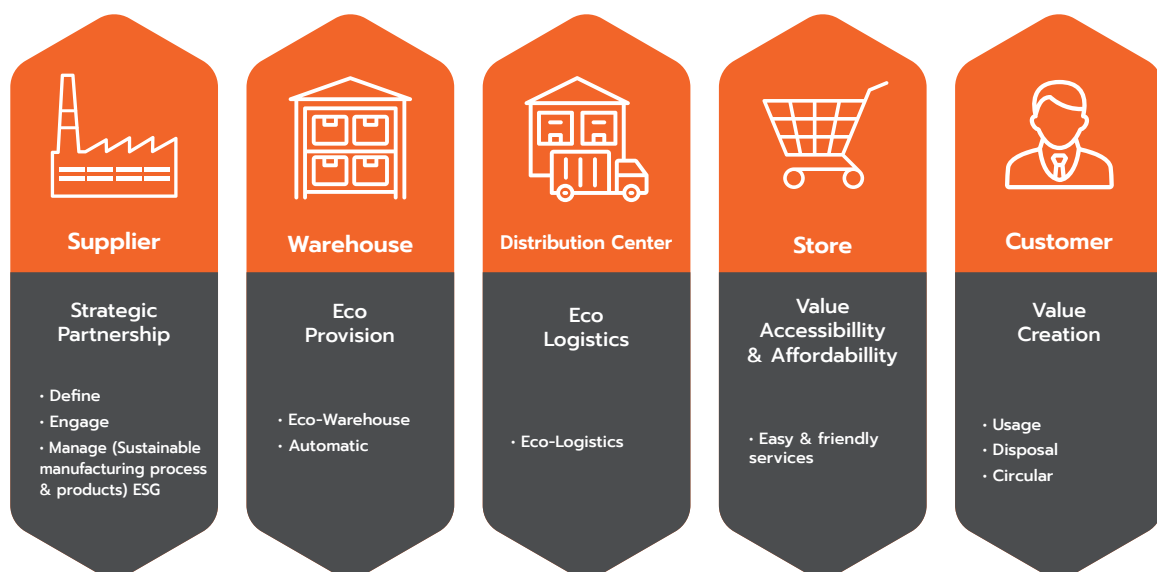 Supplier
Strategic
Partnership
• Define
• Engage
• Manage (Sustainable
manufacturing process
& products) ESG
Warehouse
Eco
Provision
• Eco-Warehouse
• Automatic
Distribution Center
Eco
Logistics
• Eco-Logistics
Store
Value
Accessibillity
& Affordabillity
• Easy & friendly
services
Customer
Value
Creation
• Usage
• Disposal
• Circular